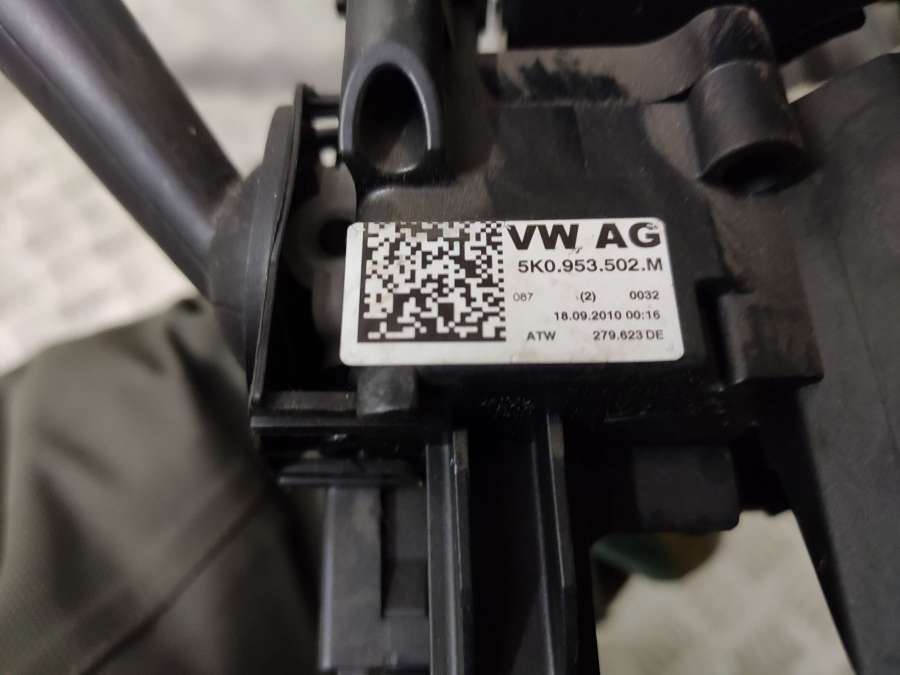 VW AG
5K0.953.502.M
087 (2) 0032
18.09.2010 00:16
ATW 279.623 DE